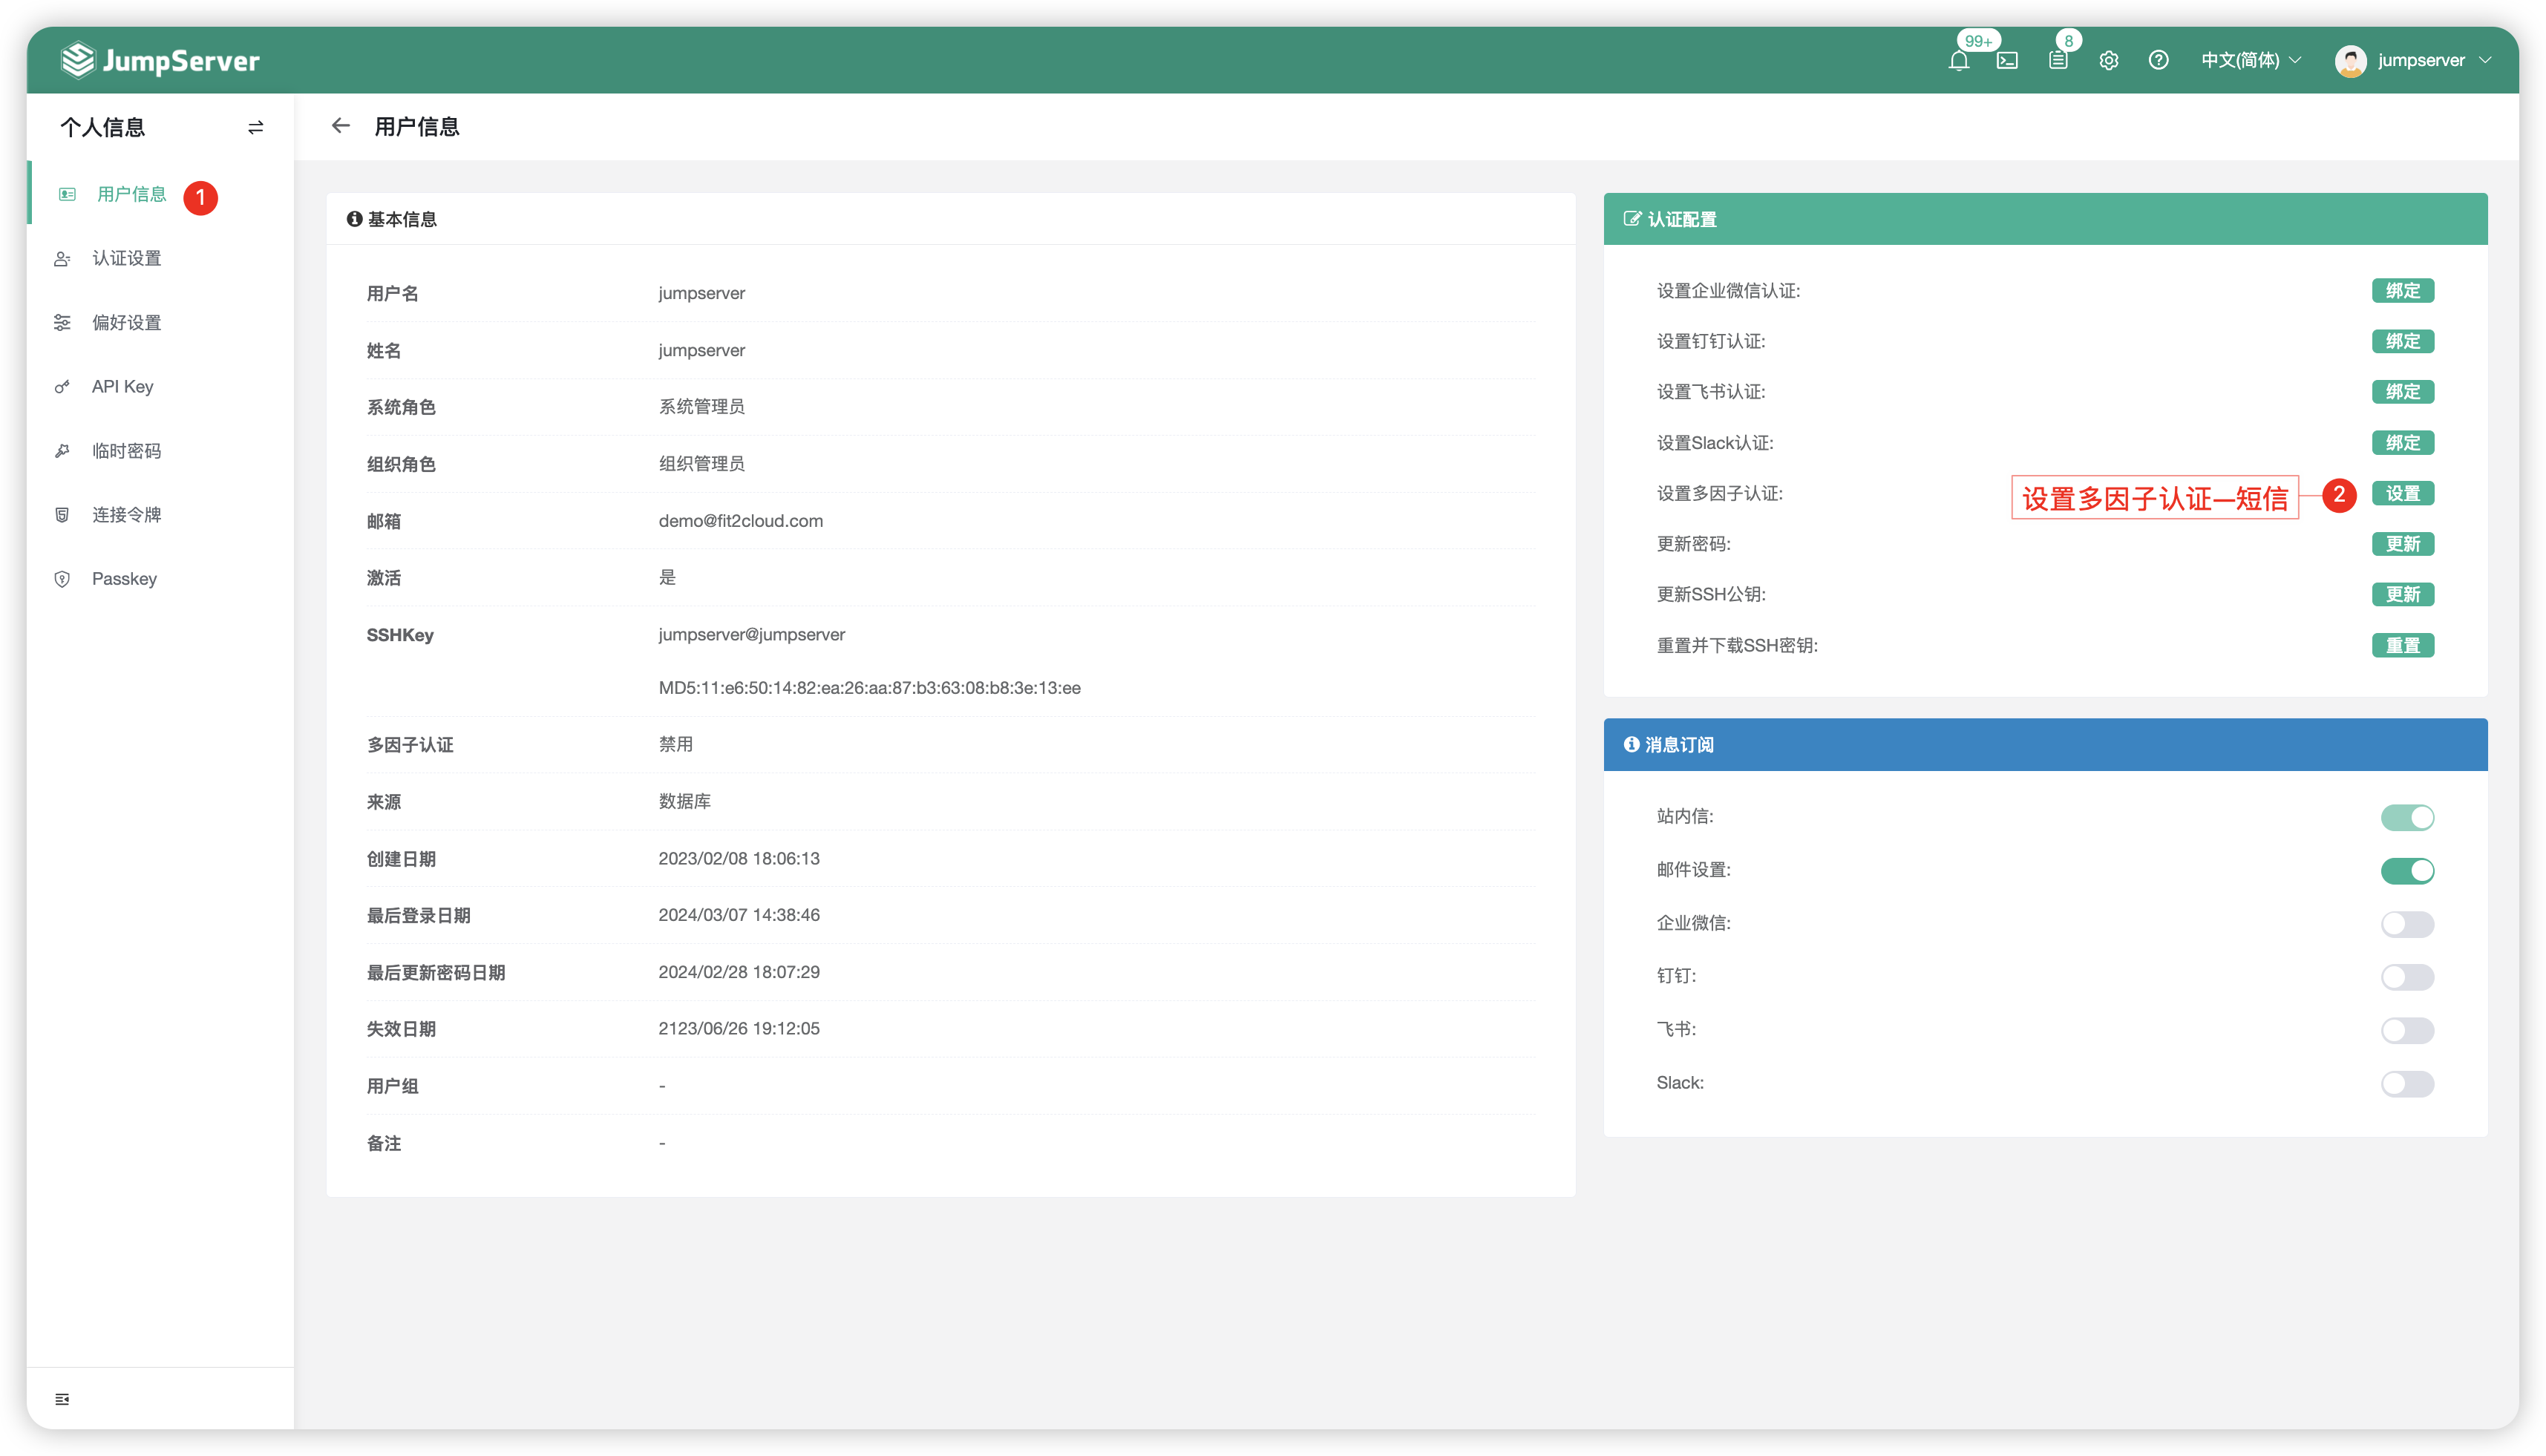 JumpServer
99+
8
中文(简体)
jumpserver
个人信息
用户信息
1
认证设置
偏好设置
API Key
临时密码
连接令牌
Passkey
用户信息
基本信息
用户名 jumpserver
姓名 jumpserver
系统角色 系统管理员
组织角色 组织管理员
邮箱 demo@fit2cloud.com
激活 是
SSHKey jumpserver@jumpserver
MD5:11:e6:50:14:82:ea:26:aa:87:b3:63:08:b8:3e:13:ee
多因子认证 禁用
来源 数据库
创建日期 2023/02/08 18:06:13
最后登录日期 2024/03/07 14:38:46
最后更新密码日期 2024/02/28 18:07:29
失效日期 2123/06/26 19:12:05
用户组 -
备注 -
认证配置
设置企业微信认证: 绑定
设置钉钉认证: 绑定
设置飞书认证: 绑定
设置Slack认证: 绑定
设置多因子认证: 设置多因子认证—短信 2 设置
更新密码: 更新
更新SSH公钥: 更新
重置并下载SSH密钥: 重置
消息订阅
站内信:
邮件设置:
企业微信:
钉钉:
飞书:
Slack: